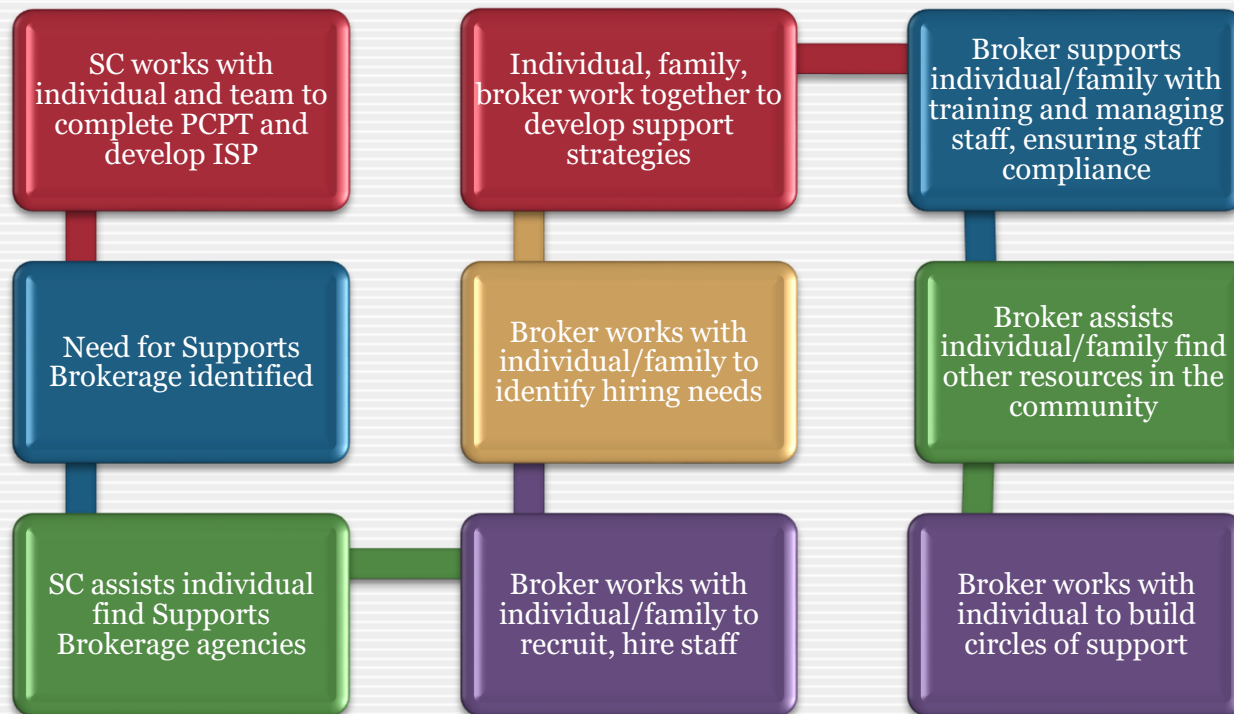 SC works with
individual and team to
complete PCPT and
develop ISP
Need for Supports
Brokerage identified
SC assists individual
find Supports
Brokerage agencies
Broker works with
individual/family to
recruit, hire staff
Broker works with
individual/family to
identify hiring needs
Individual, family,
broker work together to
develop support
strategies
Broker supports
individual/family with
training and managing
staff, ensuring staff
compliance
Broker assists
individual/family find
other resources in the
community
Broker works with
individual to build
circles of support